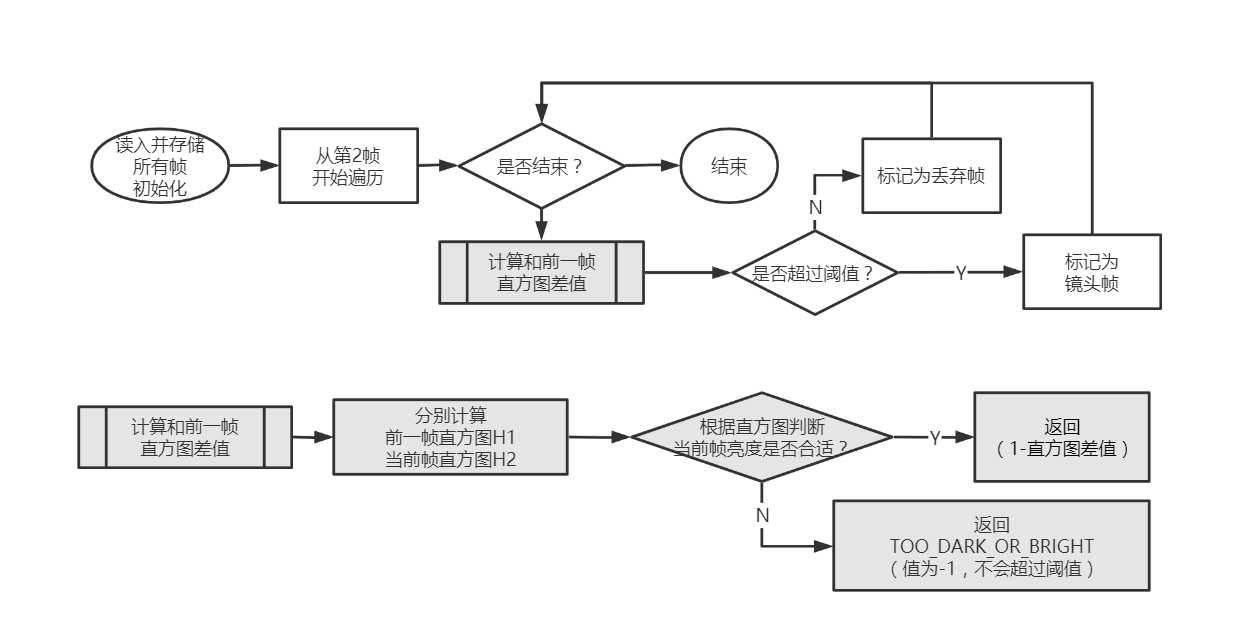 读入并存储
所有帧
初始化
从第2帧
开始遍历
是否结束？
结束
计算和前一帧
直方图差值
是否超过阈值？
N
标记为丢弃帧
Y
标记为
镜头帧
计算和前一帧
直方图差值
分别计算
前一帧直方图H1
当前帧直方图H2
根据直方图判断
当前帧亮度是否合适？
Y
返回
（1-直方图差值）
N
返回
TOO_DARK_OR_BRIGHT
（值为-1，不会超过阈值）